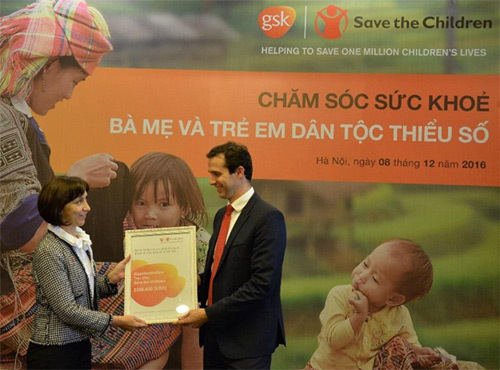 gsk Save the Children
HELPING TO SAVE ONE MILLION CHILDREN'S LIVES
CHĂM SÓC SỨC KHOẺ
BÀ MẸ VÀ TRẺ EM DÂN TỘC THIỂU SỐ
Hà Nội, ngày 08 tháng 12 năm 2016